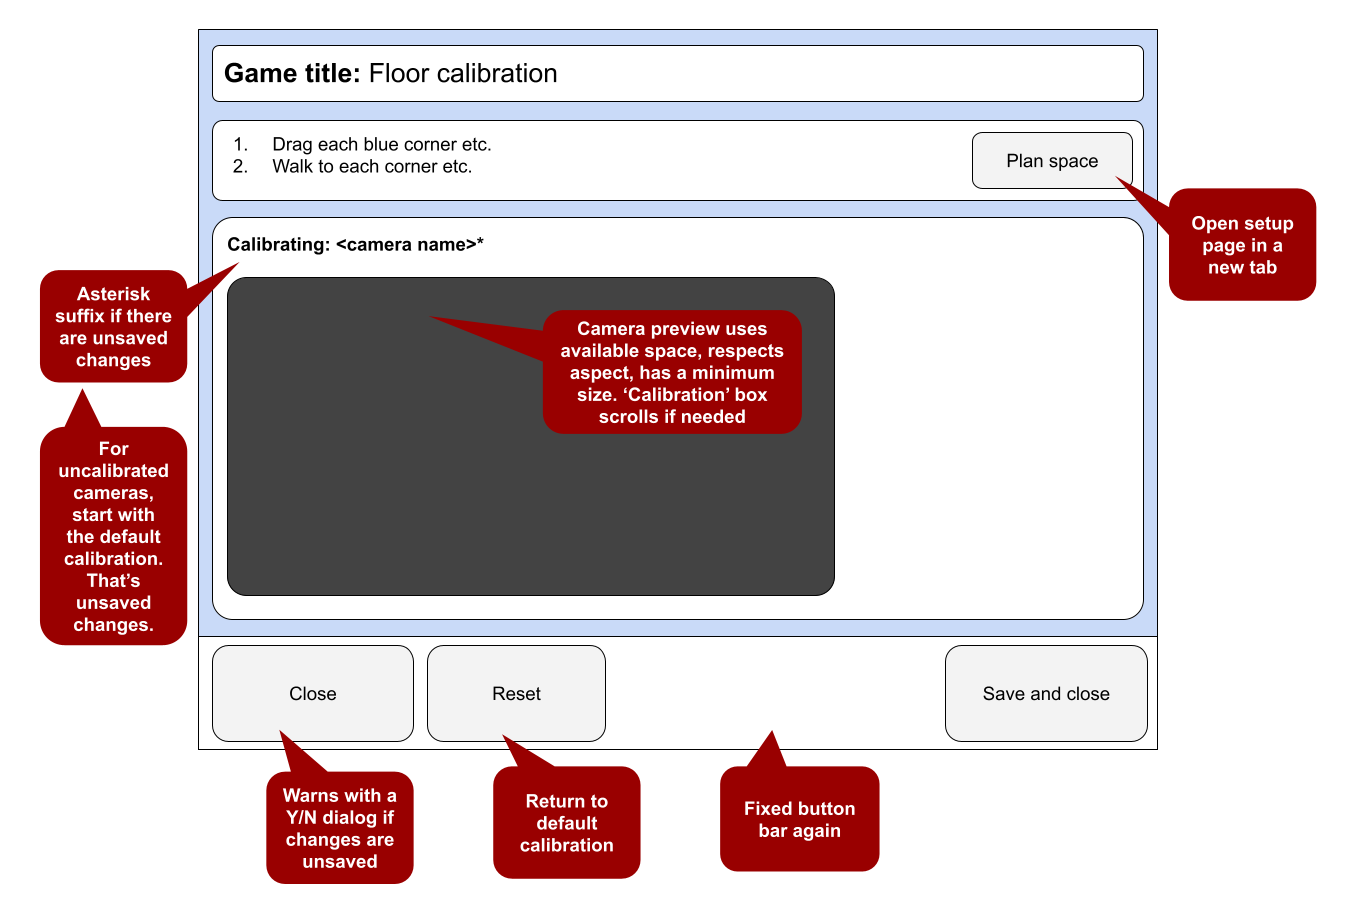 Game title: Floor calibration
1. Drag each blue corner etc.
2. Walk to each corner etc.
Plan space
Open setup
page in a
new tab
Calibrating: <camera name>*
Asterisk
suffix if there
are unsaved
changes
Camera preview uses
available space, respects
aspect, has a minimum
size. ‘Calibration’ box
scrolls if needed
For
uncalibrated
cameras,
start with
the default
calibration.
That’s
unsaved
changes.
Close
Reset
Save and close
Warns with a
Y/N dialog if
changes are
unsaved
Return to
default
calibration
Fixed button
bar again